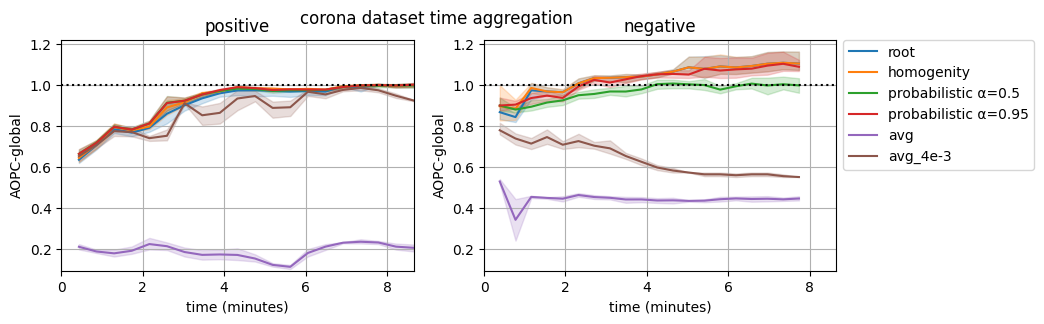 corona dataset time aggregation
positive
negative
1.2
1.0
0.8
0.6
0.4
0.2
AOPC-global
0
2
4
6
8
time (minutes)
1.2
1.0
0.8
0.6
0.4
0.2
AOPC-global
0
2
4
6
8
time (minutes)
root
homogenity
probabilistic α=0.5
probabilistic α=0.95
avg
avg_4e-3